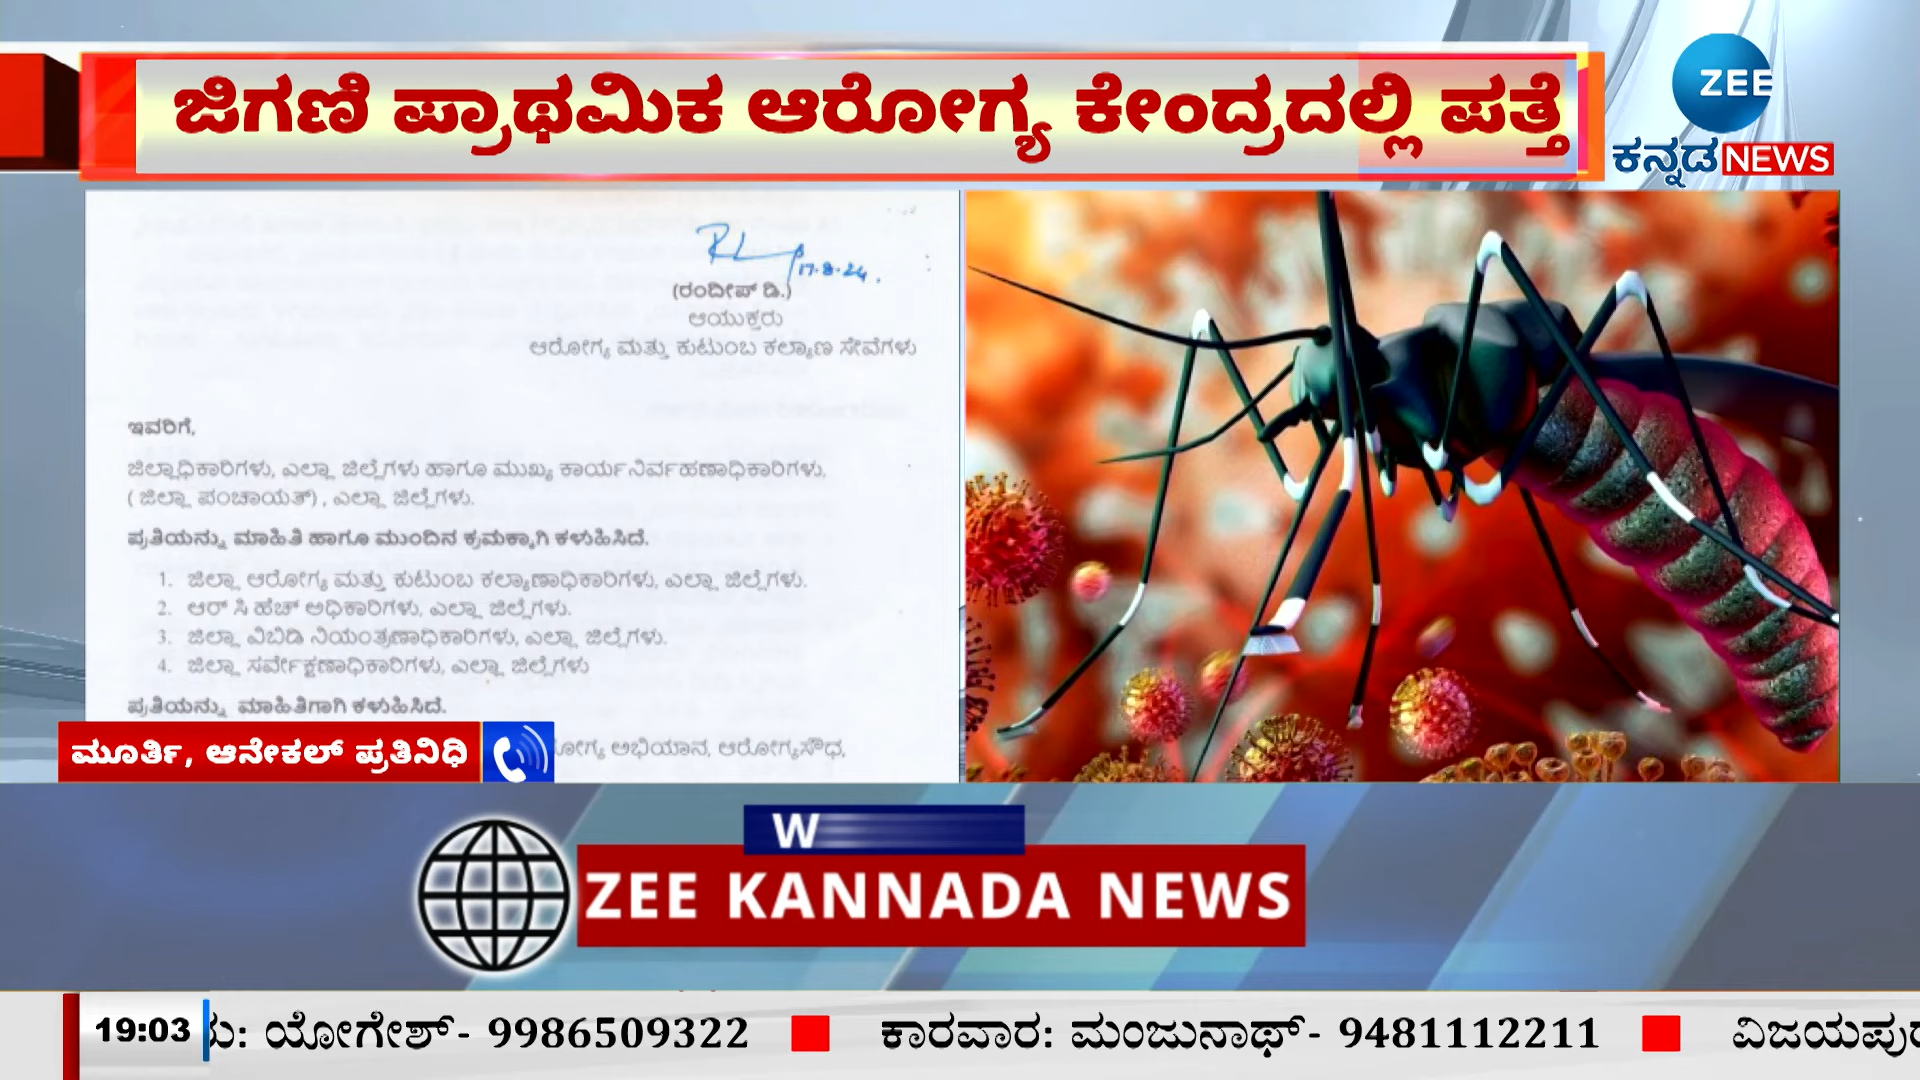 ಜಿಗಣಿ ಪ್ರಾಥಮಿಕ ಆರೋಗ್ಯ ಕೇಂದ್ರದಲ್ಲಿ ಪತ್ತೆ
ZEE
ಕನ್ನಡ NEWS
17-8-24.
(ರಂದೀಪ್ ಡಿ.)
ಆಯುಕ್ತರು
ಆರೋಗ್ಯ ಮತ್ತು ಕುಟುಂಬ ಕಲ್ಯಾಣ ಸೇವೆಗಳು
ಇವರಿಗೆ,
ಜಿಲ್ಲಾಧಿಕಾರಿಗಳು, ಎಲ್ಲಾ ಜಿಲ್ಲೆಗಳು ಹಾಗೂ ಮುಖ್ಯ ಕಾರ್ಯನಿರ್ವಹಣಾಧಿಕಾರಿಗಳು,
(ಜಿಲ್ಲಾ ಪಂಚಾಯತ್), ಎಲ್ಲಾ ಜಿಲ್ಲೆಗಳು.
ಪ್ರತಿಯನ್ನು ಮಾಹಿತಿ ಹಾಗೂ ಮುಂದಿನ ಕ್ರಮಕ್ಕಾಗಿ ಕಳುಹಿಸಿದೆ.
1. ಜಿಲ್ಲಾ ಆರೋಗ್ಯ ಮತ್ತು ಕುಟುಂಬ ಕಲ್ಯಾಣಾಧಿಕಾರಿಗಳು, ಎಲ್ಲಾ ಜಿಲ್ಲೆಗಳು.
2. ಆರ್ ಸಿ ಹೆಚ್ ಅಧಿಕಾರಿಗಳು, ಎಲ್ಲಾ ಜಿಲ್ಲೆಗಳು.
3. ಜಿಲ್ಲಾ ವಿಬಿಡಿ ನಿಯಂತ್ರಣಾಧಿಕಾರಿಗಳು, ಎಲ್ಲಾ ಜಿಲ್ಲೆಗಳು.
4. ಜಿಲ್ಲಾ ಸರ್ವೇಕ್ಷಣಾಧಿಕಾರಿಗಳು, ಎಲ್ಲಾ ಜಿಲ್ಲೆಗಳು
ಪ್ರತಿಯನ್ನು ಮಾಹಿತಿಗಾಗಿ ಕಳುಹಿಸಿದೆ.
ಅಭಿಯಾನ, ಆರೋಗ್ಯಸೌಧ,
ಮೂರ್ತಿ, ಆನೇಕಲ್ ಪ್ರತಿನಿಧಿ
W
ZEE KANNADA NEWS
19:03 ರು: ಯೋಗೇಶ್- 9986509322 ಕಾರವಾರ: ಮಂಜುನಾಥ್- 9481112211 ವಿಜಯಪುರ